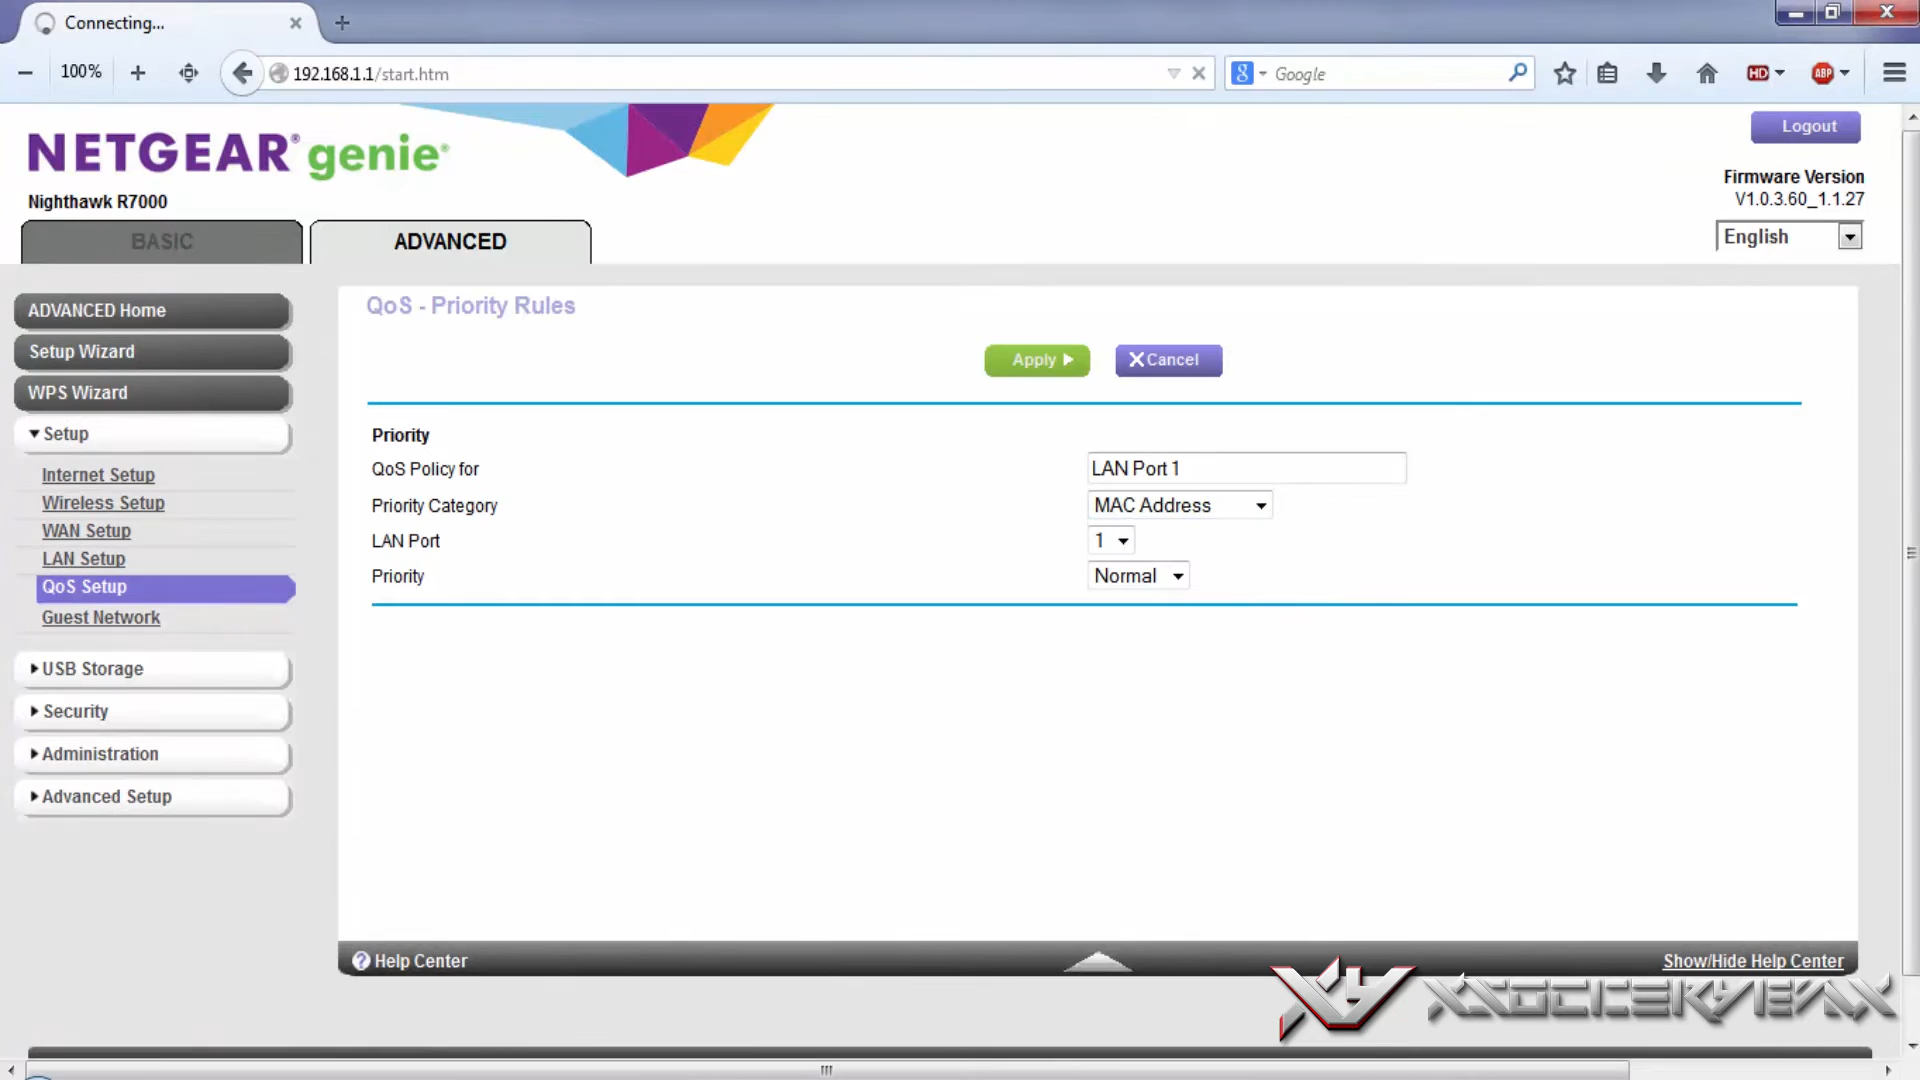 Connecting...
100%
192.168.1.1/start.htm
Google
HD
ABP
NETGEAR® genie®
Logout
Nighthawk R7000
Firmware Version
V1.0.3.60_1.1.27
BASIC
ADVANCED
English
ADVANCED Home
Setup Wizard
WPS Wizard
Setup
Internet Setup
Wireless Setup
WAN Setup
LAN Setup
QoS Setup
Guest Network
USB Storage
Security
Administration
Advanced Setup
QoS - Priority Rules
Apply
Cancel
Priority
QoS Policy for
LAN Port 1
Priority Category
MAC Address
LAN Port
1
Priority
Normal
Help Center
Show/Hide Help Center
XY